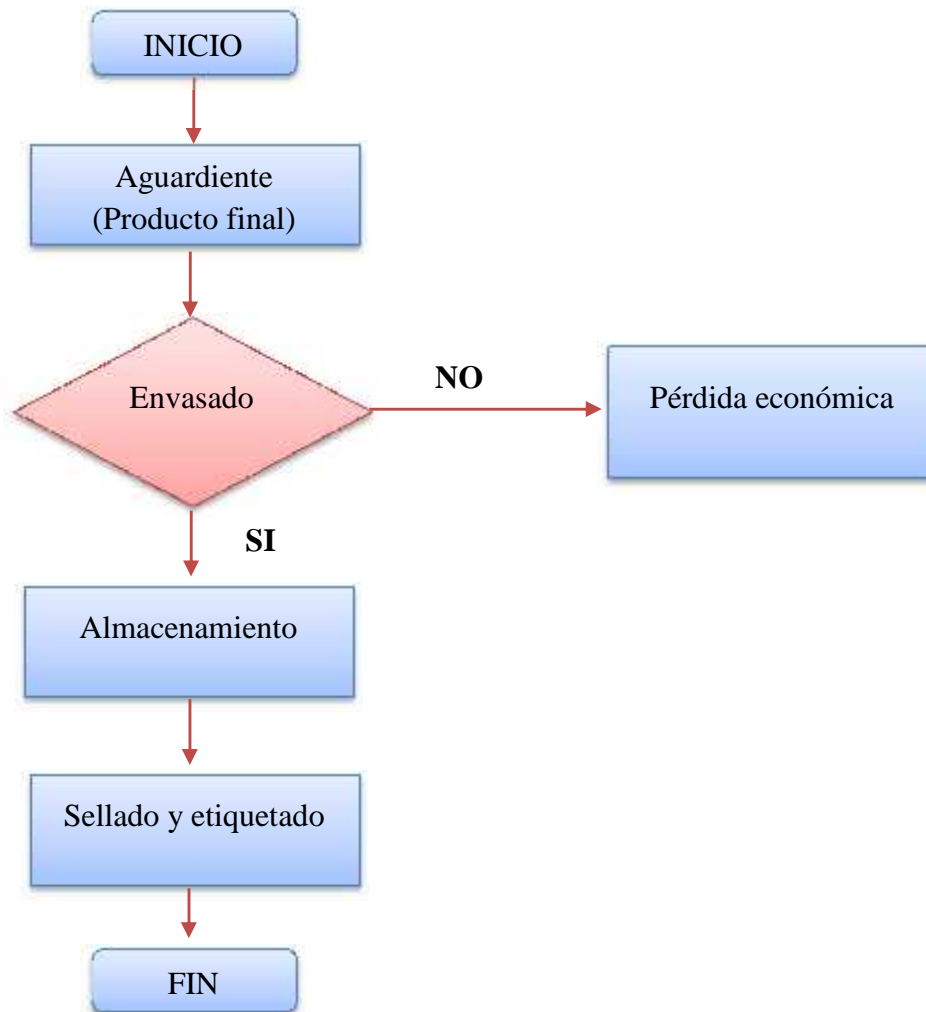 INICIO
Aguardiente
(Producto final)
Envasado
NO
Pérdida económica
SI
Almacenamiento
Sellado y etiquetado
FIN